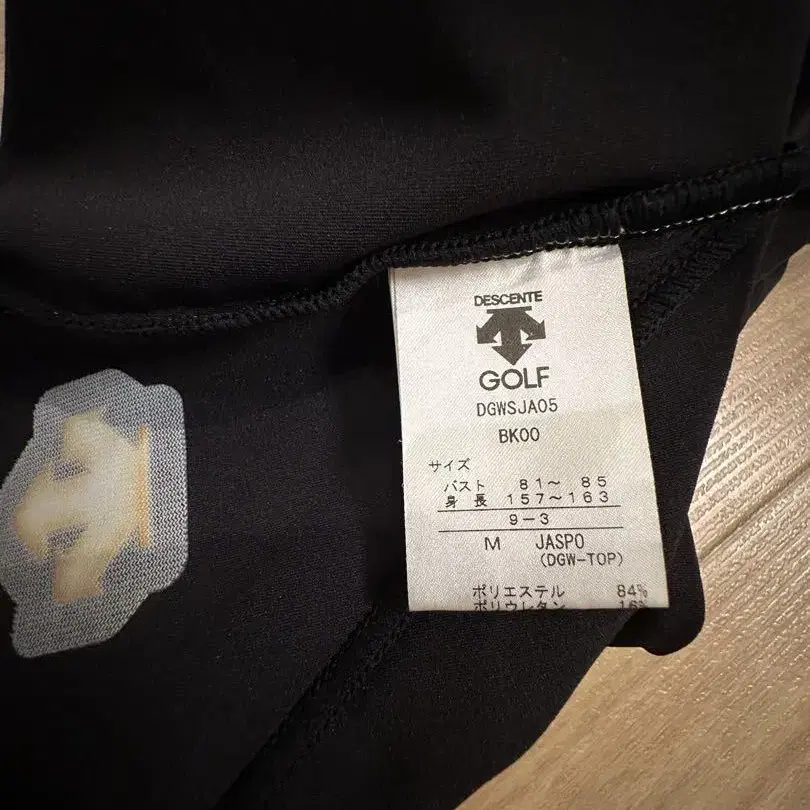 DESCENTE
GOLF
DGWSJA05
BK00
サイズ
バスト 81〜 85
身 長 157〜163
9-3
M JASPO
(DGW-TOP)
ポリエステル 84%
ポリウレタン 16%